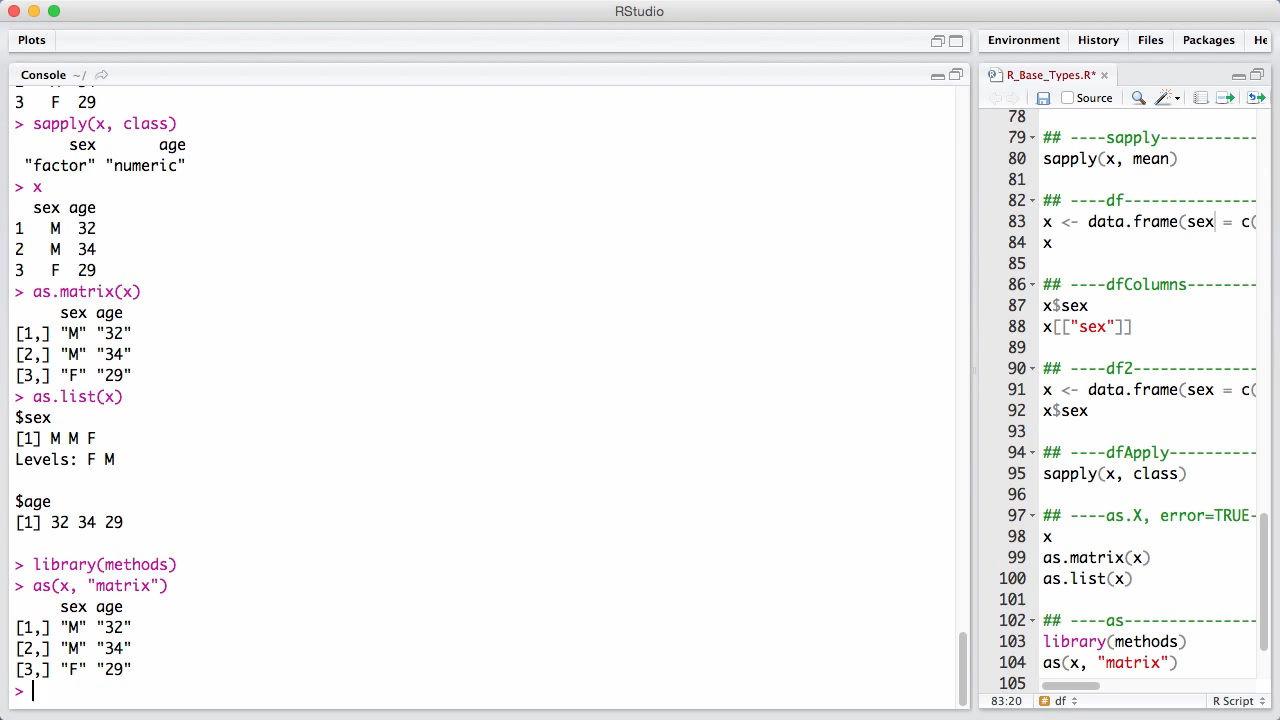 RStudio
Plots
Console ~/
3   F  29
> sapply(x, class)
      sex       age
 "factor" "numeric"
> x
  sex age
1   M  32
2   M  34
3   F  29
> as.matrix(x)
     sex age
[1,] "M" "32"
[2,] "M" "34"
[3,] "F" "29"
> as.list(x)
$sex
[1] M M F
Levels: F M
$age
[1] 32 34 29
> library(methods)
> as(x, "matrix")
     sex age
[1,] "M" "32"
[2,] "M" "34"
[3,] "F" "29"
>
Environment History Files Packages He
R_Base_Types.R* ×
Source
78
79 ## ----sapply-----------
80 sapply(x, mean)
81
82 ## ----df---------------
83 x <- data.frame(sex = c(
84 x
85
86 ## ----dfColumns--------
87 x$sex
88 x[["sex"]]
89
90 ## ----df2--------------
91 x <- data.frame(sex = c(
92 x$sex
93
94 ## ----dfApply----------
95 sapply(x, class)
96
97 ## ----as.X, error=TRUE-
98 x
99 as.matrix(x)
100 as.list(x)
101
102 ## ----as---------------
103 library(methods)
104 as(x, "matrix")
105
83:20 # df R Script